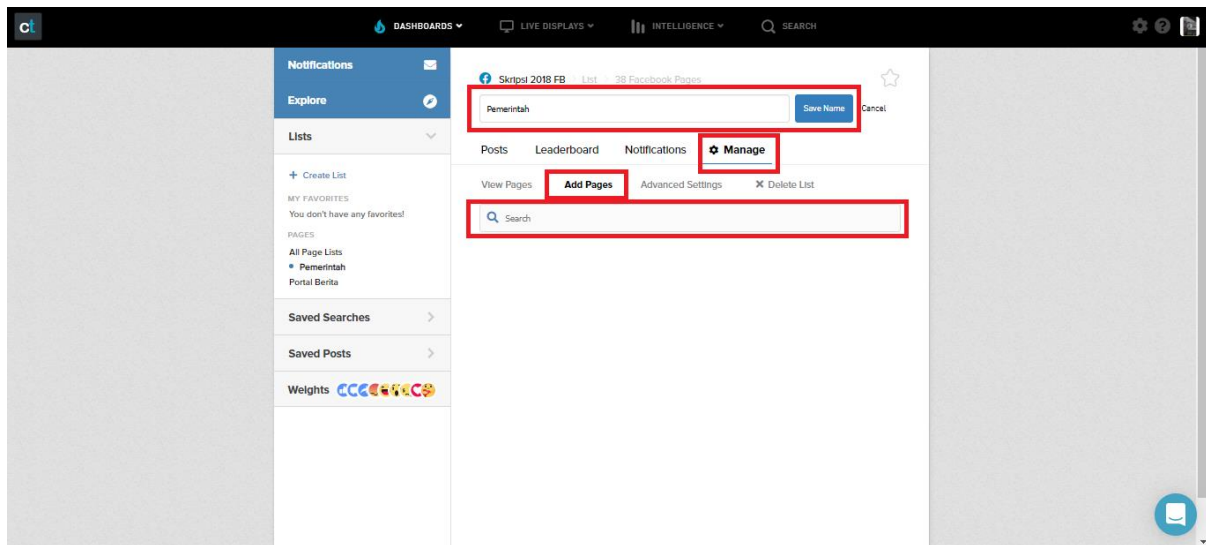 ct DASHBOARDS LIVE DISPLAYS INTELLIGENCE SEARCH
Notifications
Explore
Lists
+ Create List
MY FAVORITES
You don't have any favorites!
PAGES
All Page Lists
Pemerintah
Portal Berita
Saved Searches
Saved Posts
Weights
Skripsi 2018 FB List 38 Facebook Pages
Pemerintah Save Name Cancel
Posts Leaderboard Notifications Manage
View Pages Add Pages Advanced Settings Delete List
Search